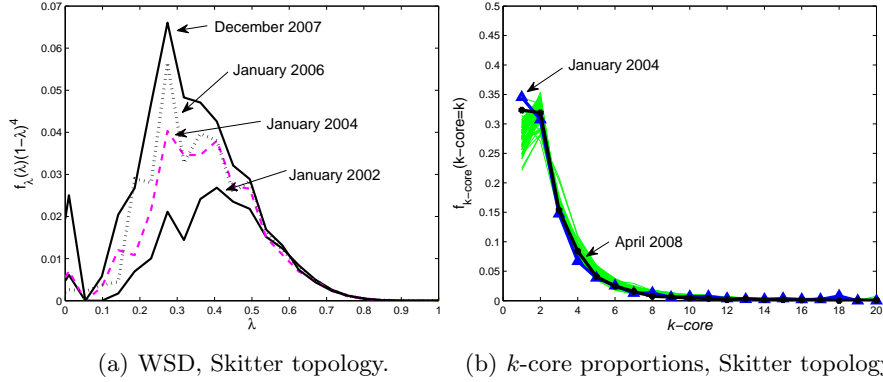 0.07
0.06
0.05
0.04
0.03
0.02
0.01
0
f_λ(λ)(1−λ)^4
December 2007
January 2006
January 2004
January 2002
0 0.1 0.2 0.3 0.4 0.5 0.6 0.7 0.8 0.9 1
λ
(a) WSD, Skitter topology.
0.5
0.45
0.4
0.35
0.3
0.25
0.2
0.15
0.1
0.05
0
f_k−core(k−core=k)
January 2004
April 2008
0 2 4 6 8 10 12 14 16 18 20
k−core
(b) k-core proportions, Skitter topology